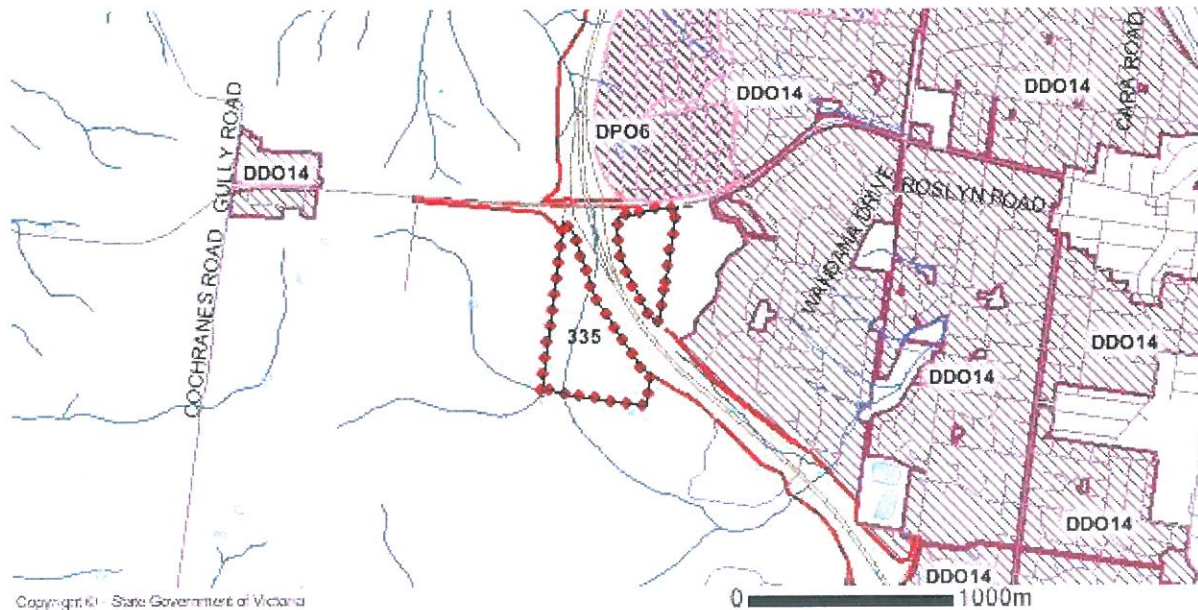 DDO14
DDO14
DPO6
CARA ROAD
DDO14
GULLY ROAD
ROSLYN ROAD
WANDANA DRIVE
COCHRANES ROAD
335
DDO14
DDO14
DDO14
DDO14
Copyright © - State Government of Victoria
0 1000m